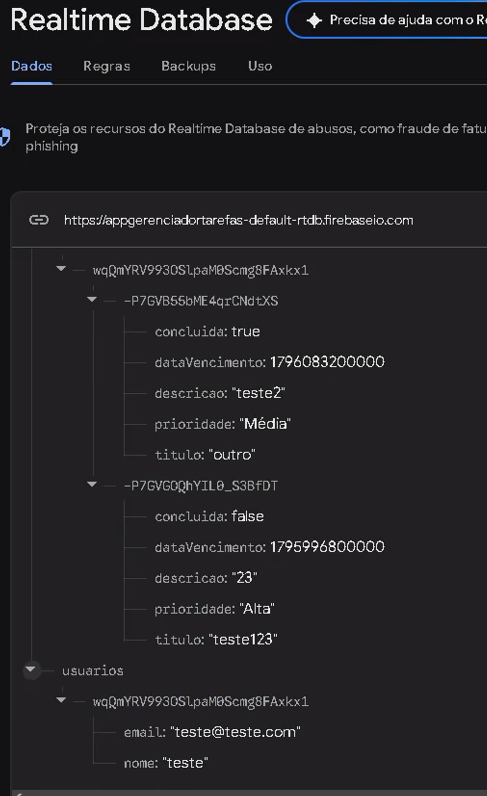 Realtime Database
Precisa de ajuda com o R
Dados Regras Backups Uso
Proteja os recursos do Realtime Database de abusos, como fraude de fatu
phishing
https://appgerenciadortarefas-default-rtdb.firebaseio.com
wqQmYRV993OSlpaM0Scmg8FAxkx1
-P7GVB55bME4qrCNdtXS
concluida: true
dataVencimento: 1796083200000
descricao: "teste2"
prioridade: "Média"
titulo: "outro"
-P7GVGOQhYIL0_S3BfDT
concluida: false
dataVencimento: 1795996800000
descricao: "23"
prioridade: "Alta"
titulo: "teste123"
usuarios
wqQmYRV993OSlpaM0Scmg8FAxkx1
email: "teste@teste.com"
nome: "teste"